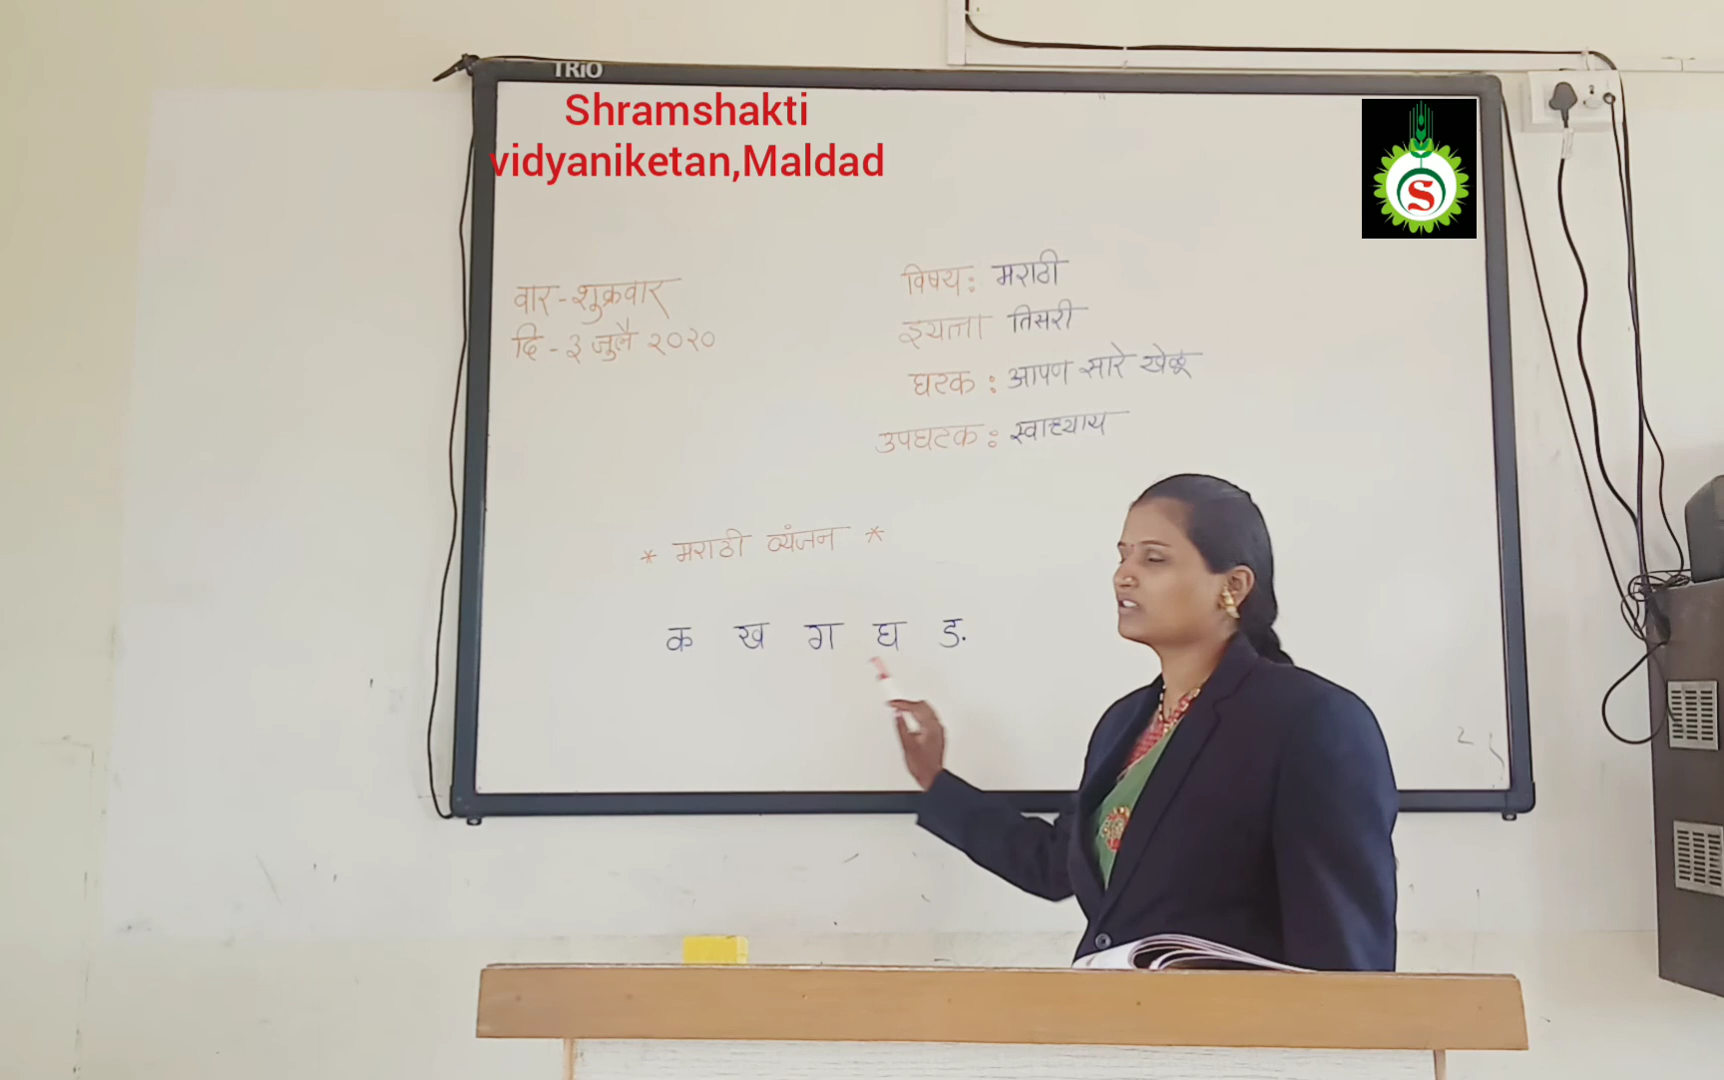 TRiO
Shramshakti
vidyaniketan,Maldad
S
वार-शुक्रवार
दि-३ जुलै २०२०
विषय: मराठी
इयत्ता तिसरी
घटक: आपण सारे खेळू
उपघटक: स्वाध्याय
* मराठी व्यंजन *
क ख ग घ ङ